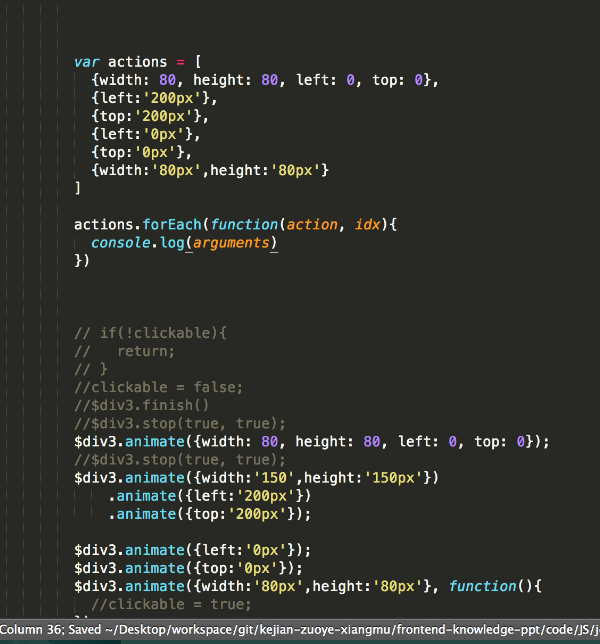 var actions = [
{width: 80, height: 80, left: 0, top: 0},
{left:'200px'},
{top:'200px'},
{left:'0px'},
{top:'0px'},
{width:'80px',height:'80px'}
]
actions.forEach(function(action, idx){
console.log(arguments)
})
// if(!clickable){
//   return;
// }
//clickable = false;
//$div3.finish()
//$div3.stop(true, true);
$div3.animate({width: 80, height: 80, left: 0, top: 0});
//$div3.stop(true, true);
$div3.animate({width:'150',height:'150px'})
.animate({left:'200px'})
.animate({top:'200px'});
$div3.animate({left:'0px'});
$div3.animate({top:'0px'});
$div3.animate({width:'80px',height:'80px'}, function(){
//clickable = true;
Column 36; Saved ~/Desktop/workspace/git/kejian-zuoye-xiangmu/frontend-knowledge-ppt/code/JS/j